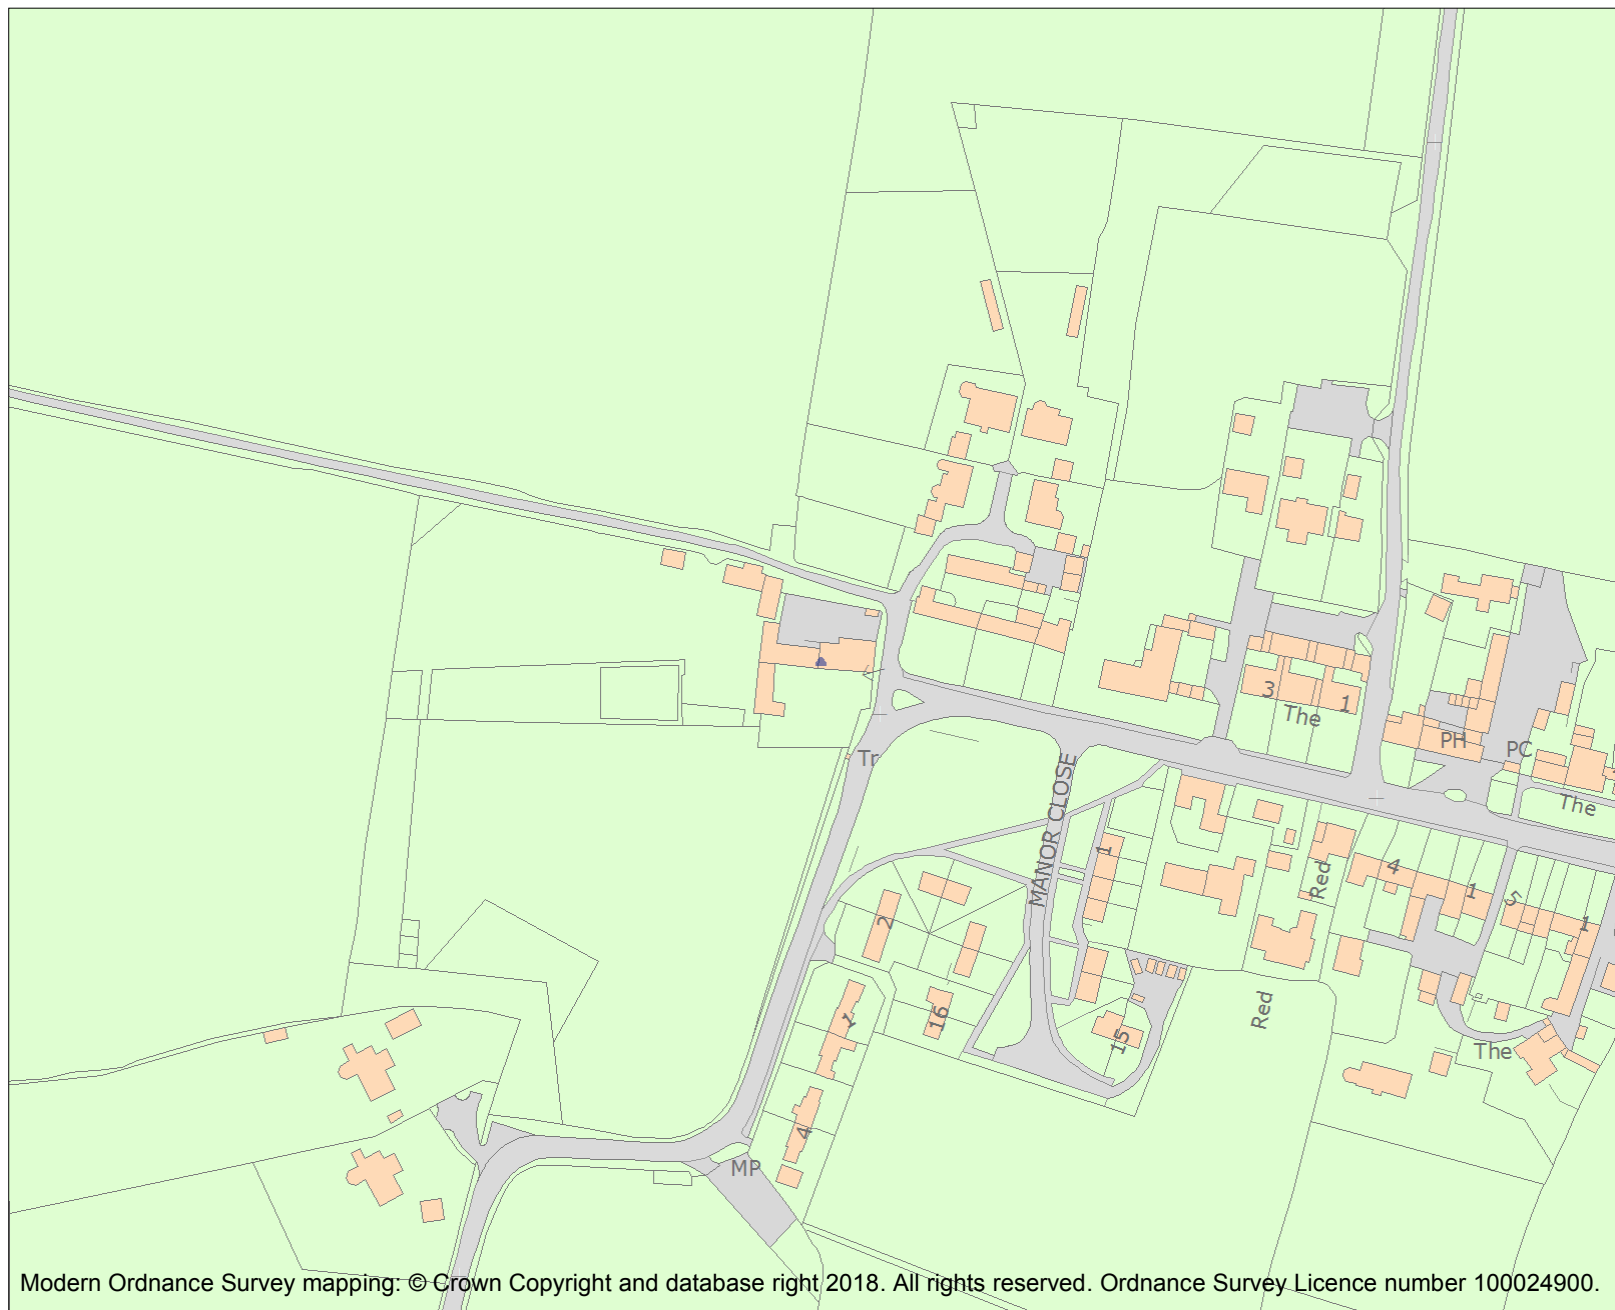 3
1
The
PH
PC
Tr
The
MANOR CLOSE
1
4
Red
1
5
1
2
16
1
15
Red
The
4
MP
Modern Ordnance Survey mapping: © Crown Copyright and database right 2018. All rights reserved. Ordnance Survey Licence number 100024900.